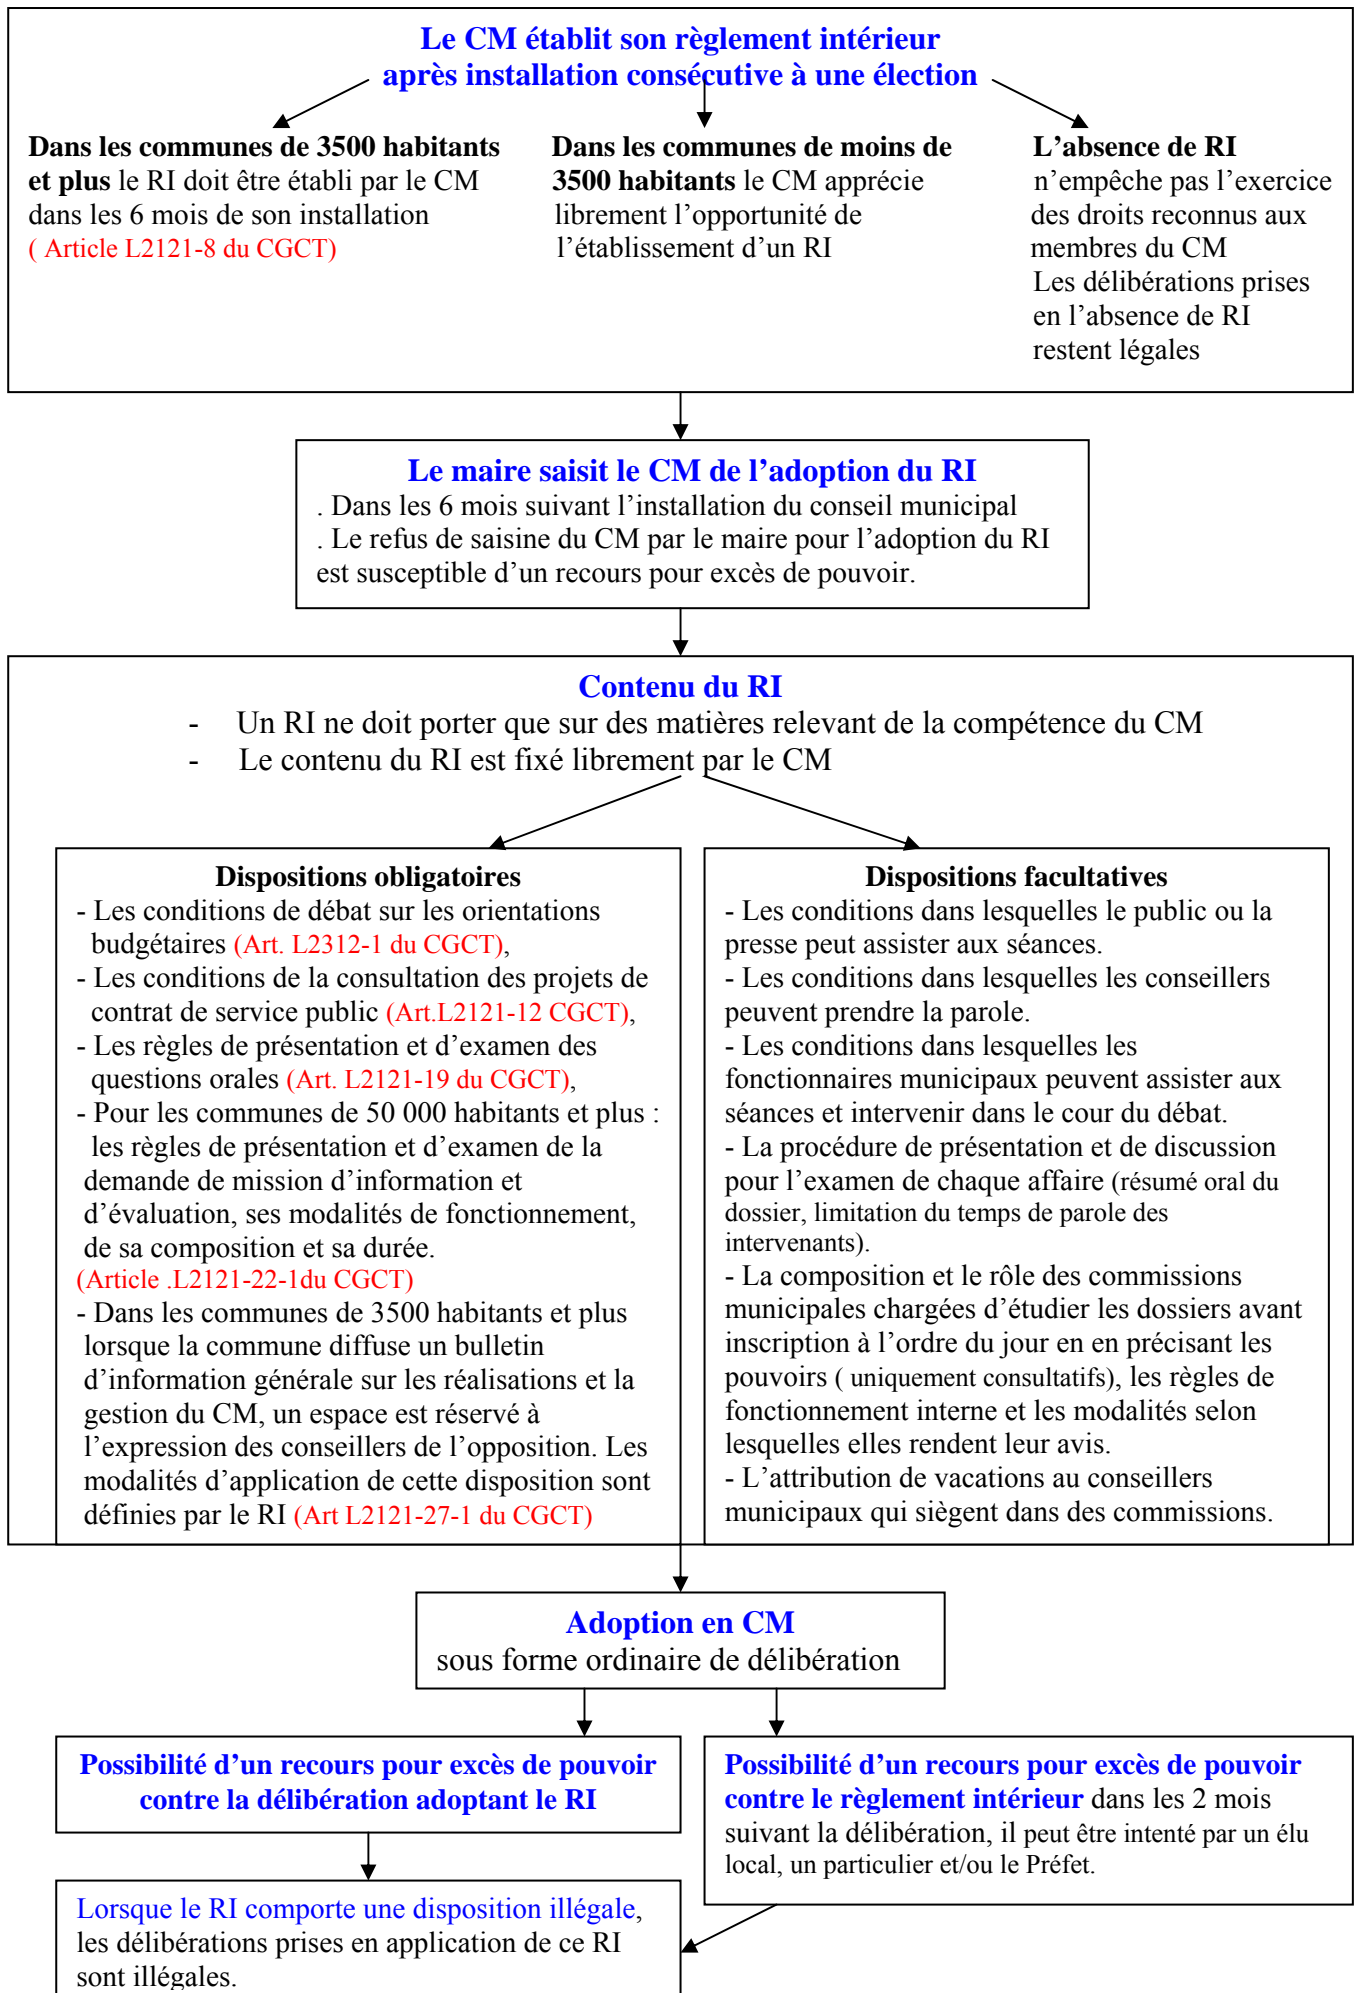 Le CM établit son règlement intérieur
après installation consécutive à une élection
Dans les communes de 3500 habitants
et plus le RI doit être établi par le CM
dans les 6 mois de son installation
( Article L2121-8 du CGCT)
Dans les communes de moins de
3500 habitants le CM apprécie
librement l’opportunité de
l’établissement d’un RI
L’absence de RI
n’empêche pas l’exercice
des droits reconnus aux
membres du CM
Les délibérations prises
en l’absence de RI
restent légales
Le maire saisit le CM de l’adoption du RI
. Dans les 6 mois suivant l’installation du conseil municipal
. Le refus de saisine du CM par le maire pour l’adoption du RI
est susceptible d’un recours pour excès de pouvoir.
Contenu du RI
- Un RI ne doit porter que sur des matières relevant de la compétence du CM
- Le contenu du RI est fixé librement par le CM
Dispositions obligatoires
- Les conditions de débat sur les orientations
budgétaires (Art. L2312-1 du CGCT),
- Les conditions de la consultation des projets de
contrat de service public (Art.L2121-12 CGCT),
- Les règles de présentation et d’examen des
questions orales (Art. L2121-19 du CGCT),
- Pour les communes de 50 000 habitants et plus :
les règles de présentation et d’examen de la
demande de mission d’information et
d’évaluation, ses modalités de fonctionnement,
de sa composition et sa durée.
(Article .L2121-22-1du CGCT)
- Dans les communes de 3500 habitants et plus
lorsque la commune diffuse un bulletin
d’information générale sur les réalisations et la
gestion du CM, un espace est réservé à
l’expression des conseillers de l’opposition. Les
modalités d’application de cette disposition sont
définies par le RI (Art L2121-27-1 du CGCT)
Dispositions facultatives
- Les conditions dans lesquelles le public ou la
presse peut assister aux séances.
- Les conditions dans lesquelles les conseillers
peuvent prendre la parole.
- Les conditions dans lesquelles les
fonctionnaires municipaux peuvent assister aux
séances et intervenir dans le cour du débat.
- La procédure de présentation et de discussion
pour l’examen de chaque affaire (résumé oral du
dossier, limitation du temps de parole des
intervenants).
- La composition et le rôle des commissions
municipales chargées d’étudier les dossiers avant
inscription à l’ordre du jour en en précisant les
pouvoirs ( uniquement consultatifs), les règles de
fonctionnement interne et les modalités selon
lesquelles elles rendent leur avis.
- L’attribution de vacations au conseillers
municipaux qui siègent dans des commissions.
Adoption en CM
sous forme ordinaire de délibération
Possibilité d’un recours pour excès de pouvoir
contre la délibération adoptant le RI
Possibilité d’un recours pour excès de pouvoir
contre le règlement intérieur dans les 2 mois
suivant la délibération, il peut être intenté par un élu
local, un particulier et/ou le Préfet.
Lorsque le RI comporte une disposition illégale,
les délibérations prises en application de ce RI
sont illégales.